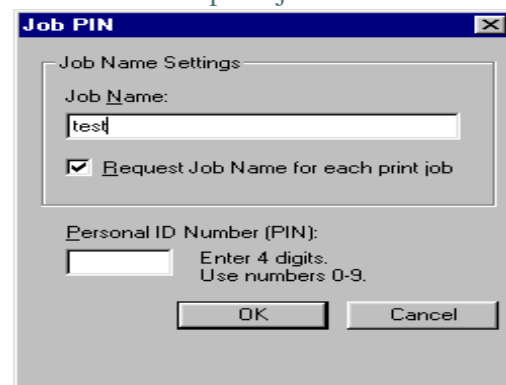 Job PIN
Job Name Settings
Job Name:
test
Request Job Name for each print job
Personal ID Number (PIN):
Enter 4 digits.
Use numbers 0-9.
OK
Cancel